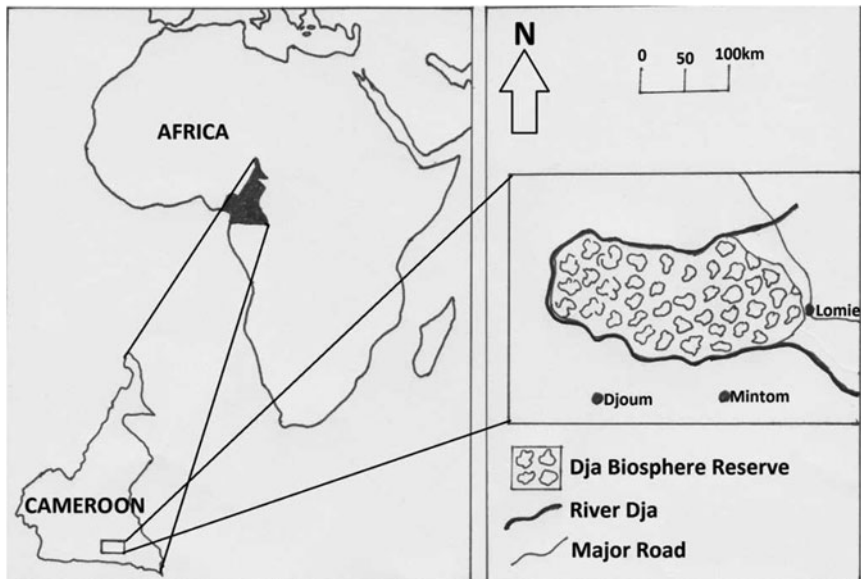 AFRICA
CAMEROON
N
0 50 100km
Lomie
Djoum
Mintom
Dja Biosphere Reserve
River Dja
Major Road